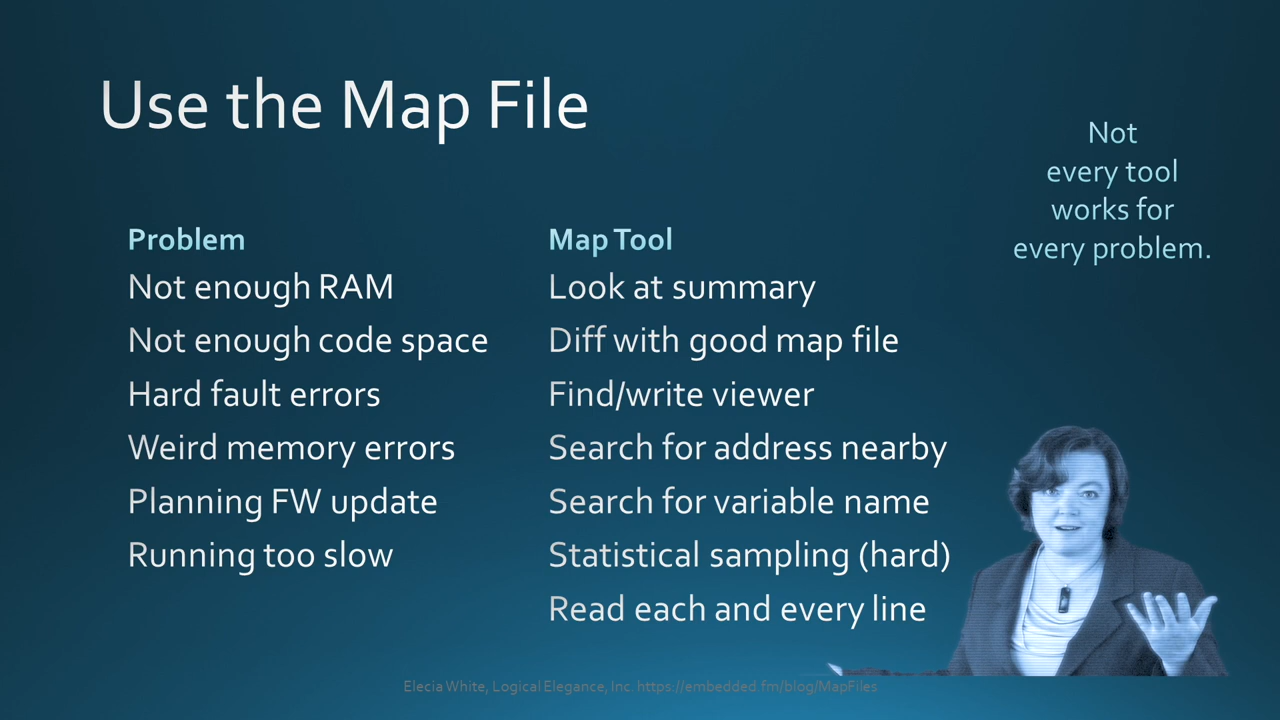 Use the Map File
Not
every tool
works for
every problem.
Problem
Not enough RAM
Not enough code space
Hard fault errors
Weird memory errors
Planning FW update
Running too slow
Map Tool
Look at summary
Diff with good map file
Find/write viewer
Search for address nearby
Search for variable name
Statistical sampling (hard)
Read each and every line
Elecia White, Logical Elegance, Inc. https://embedded.fm/blog/MapFiles